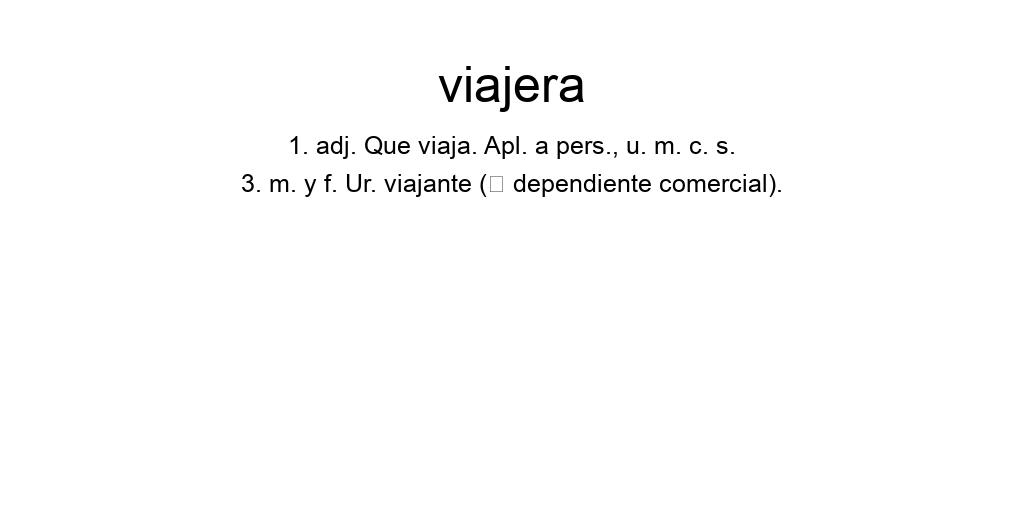 viajera
1. adj. Que viaja. Apl. a pers., u. m. c. s.
3. m. y f. Ur. viajante (□ dependiente comercial).